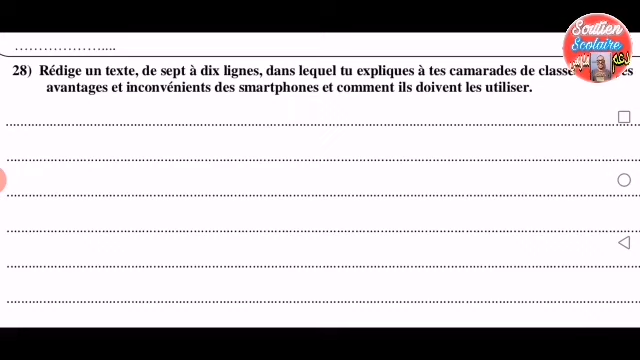 Soutien
Scolaire
28) Rédige un texte, de sept à dix lignes, dans lequel tu expliques à tes camarades de classe es
avantages et inconvénients des smartphones et comment ils doivent les utiliser.